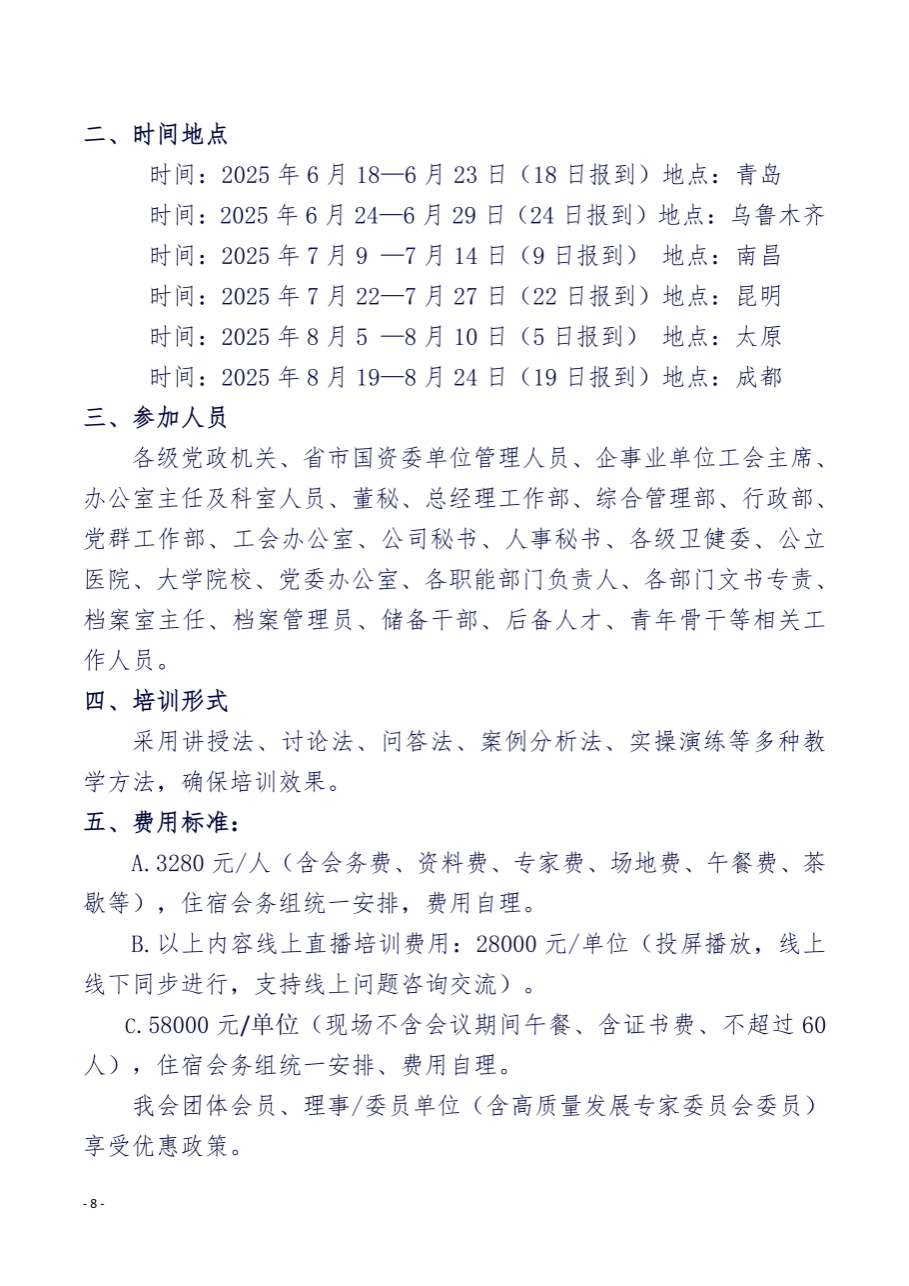 二、时间地点
时间：2025 年 6 月 18—6 月 23 日（18 日报到）地点：青岛
时间：2025 年 6 月 24—6 月 29 日（24 日报到）地点：乌鲁木齐
时间：2025 年 7 月 9 —7 月 14 日（9 日报到） 地点：南昌
时间：2025 年 7 月 22—7 月 27 日（22 日报到）地点：昆明
时间：2025 年 8 月 5 —8 月 10 日（5 日报到） 地点：太原
时间：2025 年 8 月 19—8 月 24 日（19 日报到）地点：成都
三、参加人员
各级党政机关、省市国资委单位管理人员、企事业单位工会主席、
办公室主任及科室人员、董秘、总经理工作部、综合管理部、行政部、
党群工作部、工会办公室、公司秘书、人事秘书、各级卫健委、公立
医院、大学院校、党委办公室、各职能部门负责人、各部门文书专责、
档案室主任、档案管理员、储备干部、后备人才、青年骨干等相关工
作人员。
四、培训形式
采用讲授法、讨论法、问答法、案例分析法、实操演练等多种教
学方法，确保培训效果。
五、费用标准：
A.3280 元/人（含会务费、资料费、专家费、场地费、午餐费、茶
歇等），住宿会务组统一安排，费用自理。
B.以上内容线上直播培训费用：28000 元/单位（投屏播放，线上
线下同步进行，支持线上问题咨询交流）。
C.58000 元/单位（现场不含会议期间午餐、含证书费、不超过 60
人），住宿会务组统一安排、费用自理。
我会团体会员、理事/委员单位（含高质量发展专家委员会委员）
享受优惠政策。
- 8 -